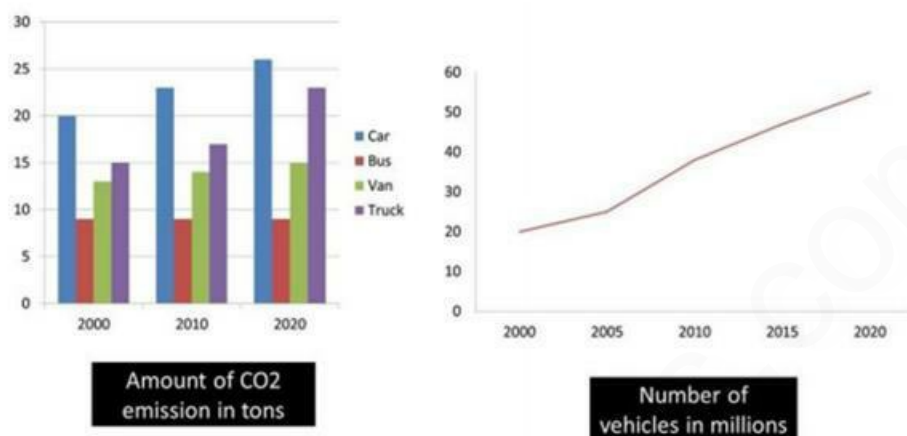 30
25
20
15
10
5
0
2000 2010 2020
Car
Bus
Van
Truck
Amount of CO2
emission in tons
60
50
40
30
20
10
0
2000 2005 2010 2015 2020
Number of
vehicles in millions